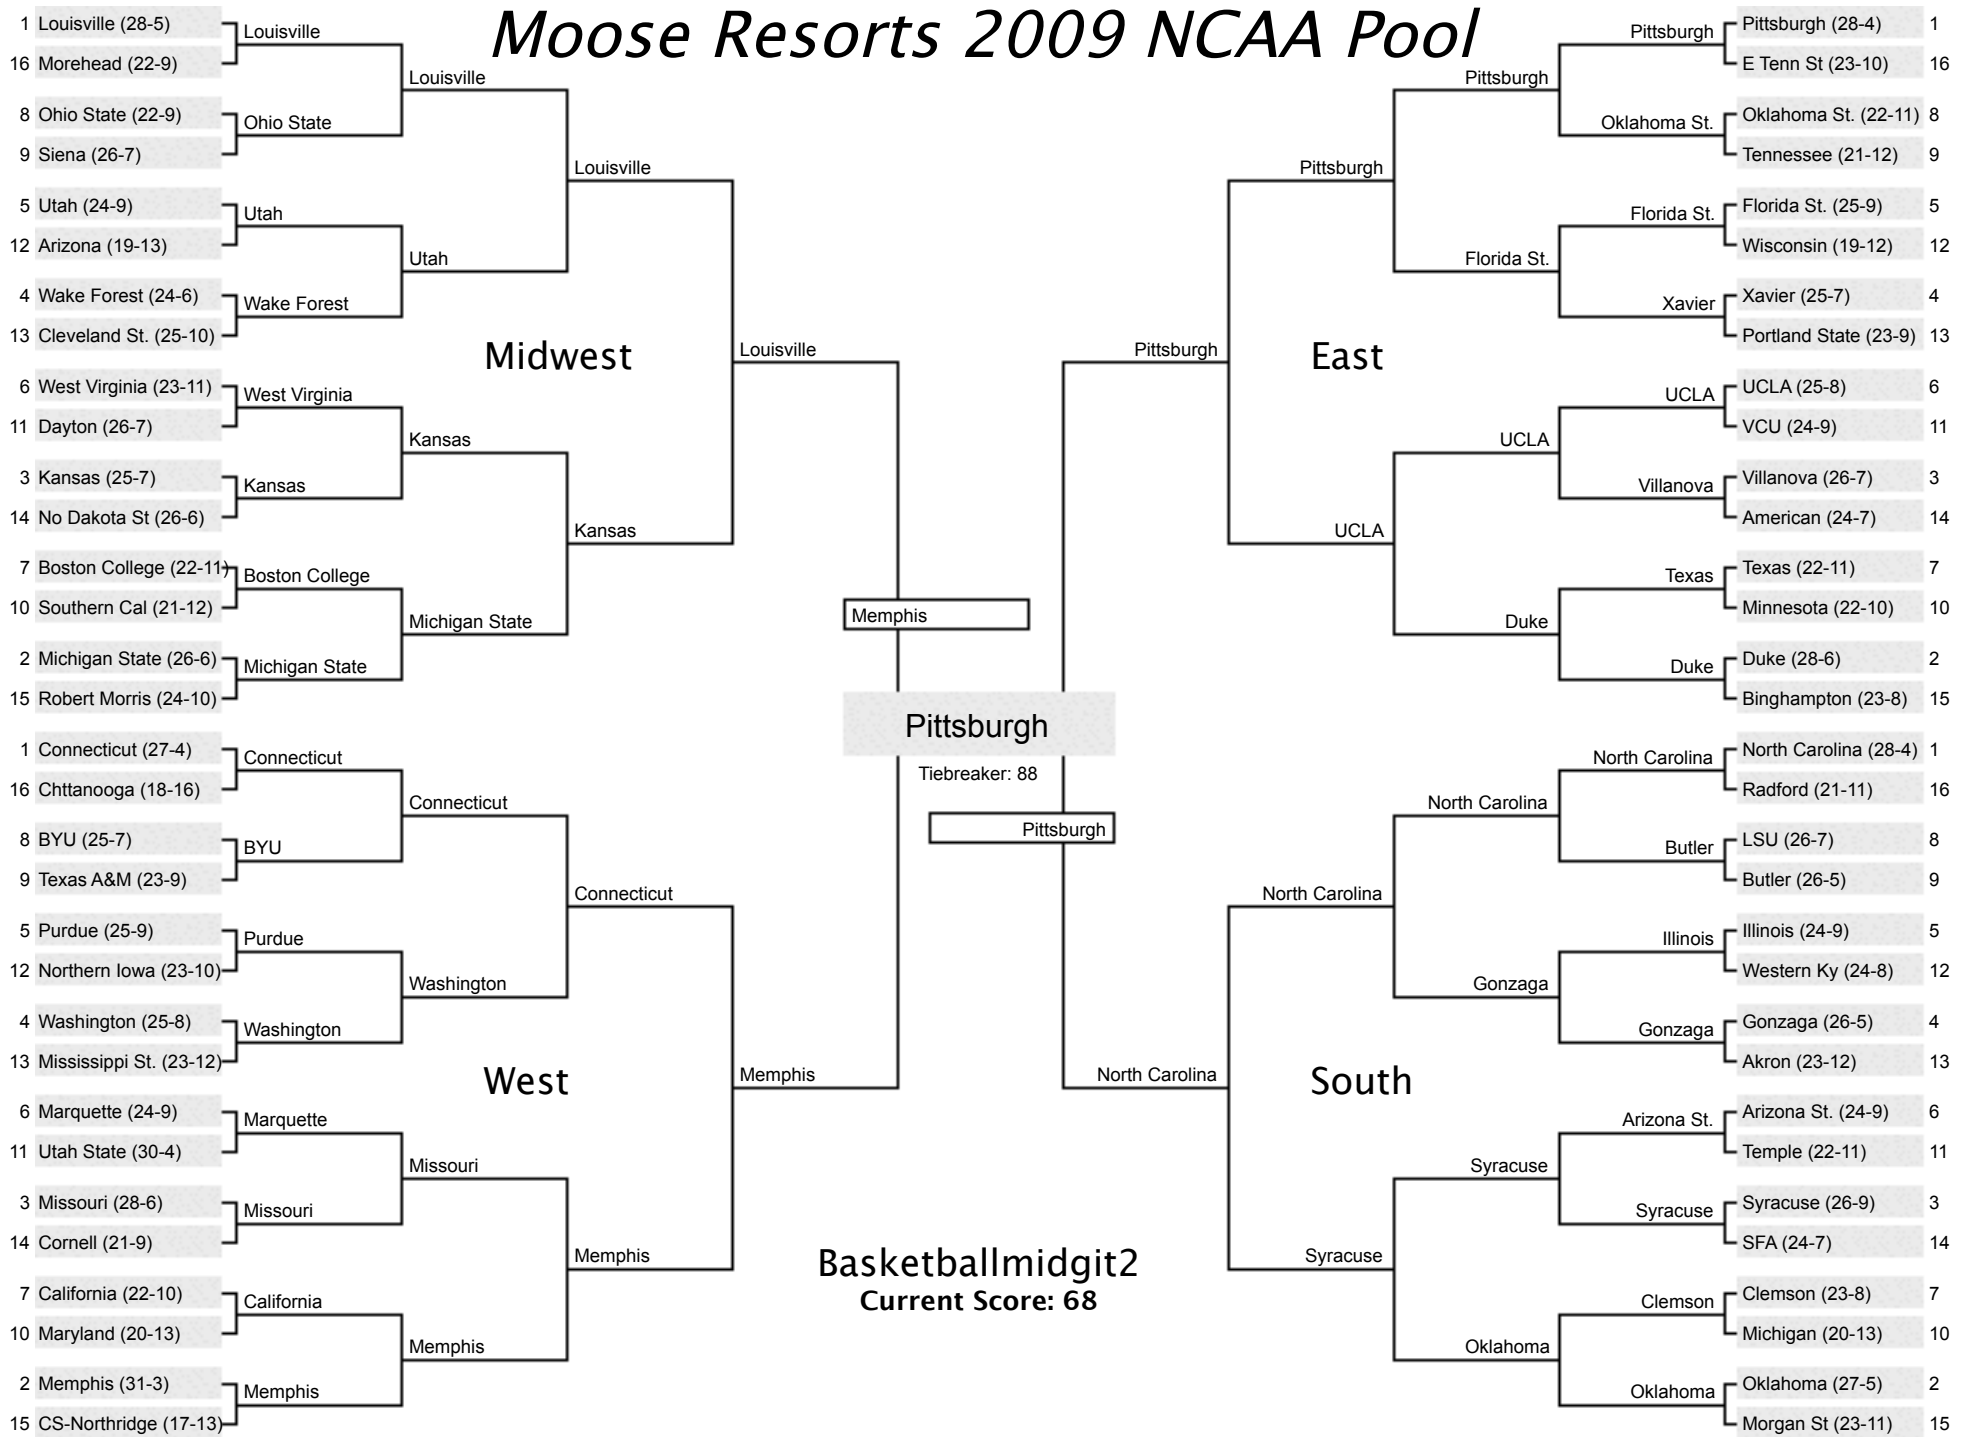 Moose Resorts 2009 NCAA Pool
1 Louisville (28-5)
16 Morehead (22-9)
8 Ohio State (22-9)
9 Siena (26-7)
5 Utah (24-9)
12 Arizona (19-13)
4 Wake Forest (24-6)
13 Cleveland St. (25-10)
6 West Virginia (23-11)
11 Dayton (26-7)
3 Kansas (25-7)
14 No Dakota St (26-6)
7 Boston College (22-11)
10 Southern Cal (21-12)
2 Michigan State (26-6)
15 Robert Morris (24-10)
Louisville
Ohio State
Utah
Wake Forest
West Virginia
Kansas
Boston College
Michigan State
Louisville
Utah
Kansas
Michigan State
Louisville
Kansas
Louisville
Midwest
1 Connecticut (27-4)
16 Chttanooga (18-16)
8 BYU (25-7)
9 Texas A&M (23-9)
5 Purdue (25-9)
12 Northern Iowa (23-10)
4 Washington (25-8)
13 Mississippi St. (23-12)
6 Marquette (24-9)
11 Utah State (30-4)
3 Missouri (28-6)
14 Cornell (21-9)
7 California (22-10)
10 Maryland (20-13)
2 Memphis (31-3)
15 CS-Northridge (17-13)
Connecticut
BYU
Purdue
Washington
Marquette
Missouri
California
Memphis
Connecticut
Washington
Missouri
Memphis
Connecticut
Memphis
Memphis
West
Memphis
Pittsburgh
Tiebreaker: 88
Pittsburgh
Basketballmidgit2
Current Score: 68
Pittsburgh (28-4) 1
E Tenn St (23-10) 16
Oklahoma St. (22-11) 8
Tennessee (21-12) 9
Florida St. (25-9) 5
Wisconsin (19-12) 12
Xavier (25-7) 4
Portland State (23-9) 13
UCLA (25-8) 6
VCU (24-9) 11
Villanova (26-7) 3
American (24-7) 14
Texas (22-11) 7
Minnesota (22-10) 10
Duke (28-6) 2
Binghampton (23-8) 15
Pittsburgh
Oklahoma St.
Florida St.
Xavier
UCLA
Villanova
Texas
Duke
Pittsburgh
Florida St.
UCLA
Duke
Pittsburgh
UCLA
Pittsburgh
East
North Carolina (28-4) 1
Radford (21-11) 16
LSU (26-7) 8
Butler (26-5) 9
Illinois (24-9) 5
Western Ky (24-8) 12
Gonzaga (26-5) 4
Akron (23-12) 13
Arizona St. (24-9) 6
Temple (22-11) 11
Syracuse (26-9) 3
SFA (24-7) 14
Clemson (23-8) 7
Michigan (20-13) 10
Oklahoma (27-5) 2
Morgan St (23-11) 15
North Carolina
Butler
Illinois
Gonzaga
Arizona St.
Syracuse
Clemson
Oklahoma
North Carolina
Gonzaga
Syracuse
Oklahoma
North Carolina
Syracuse
North Carolina
South